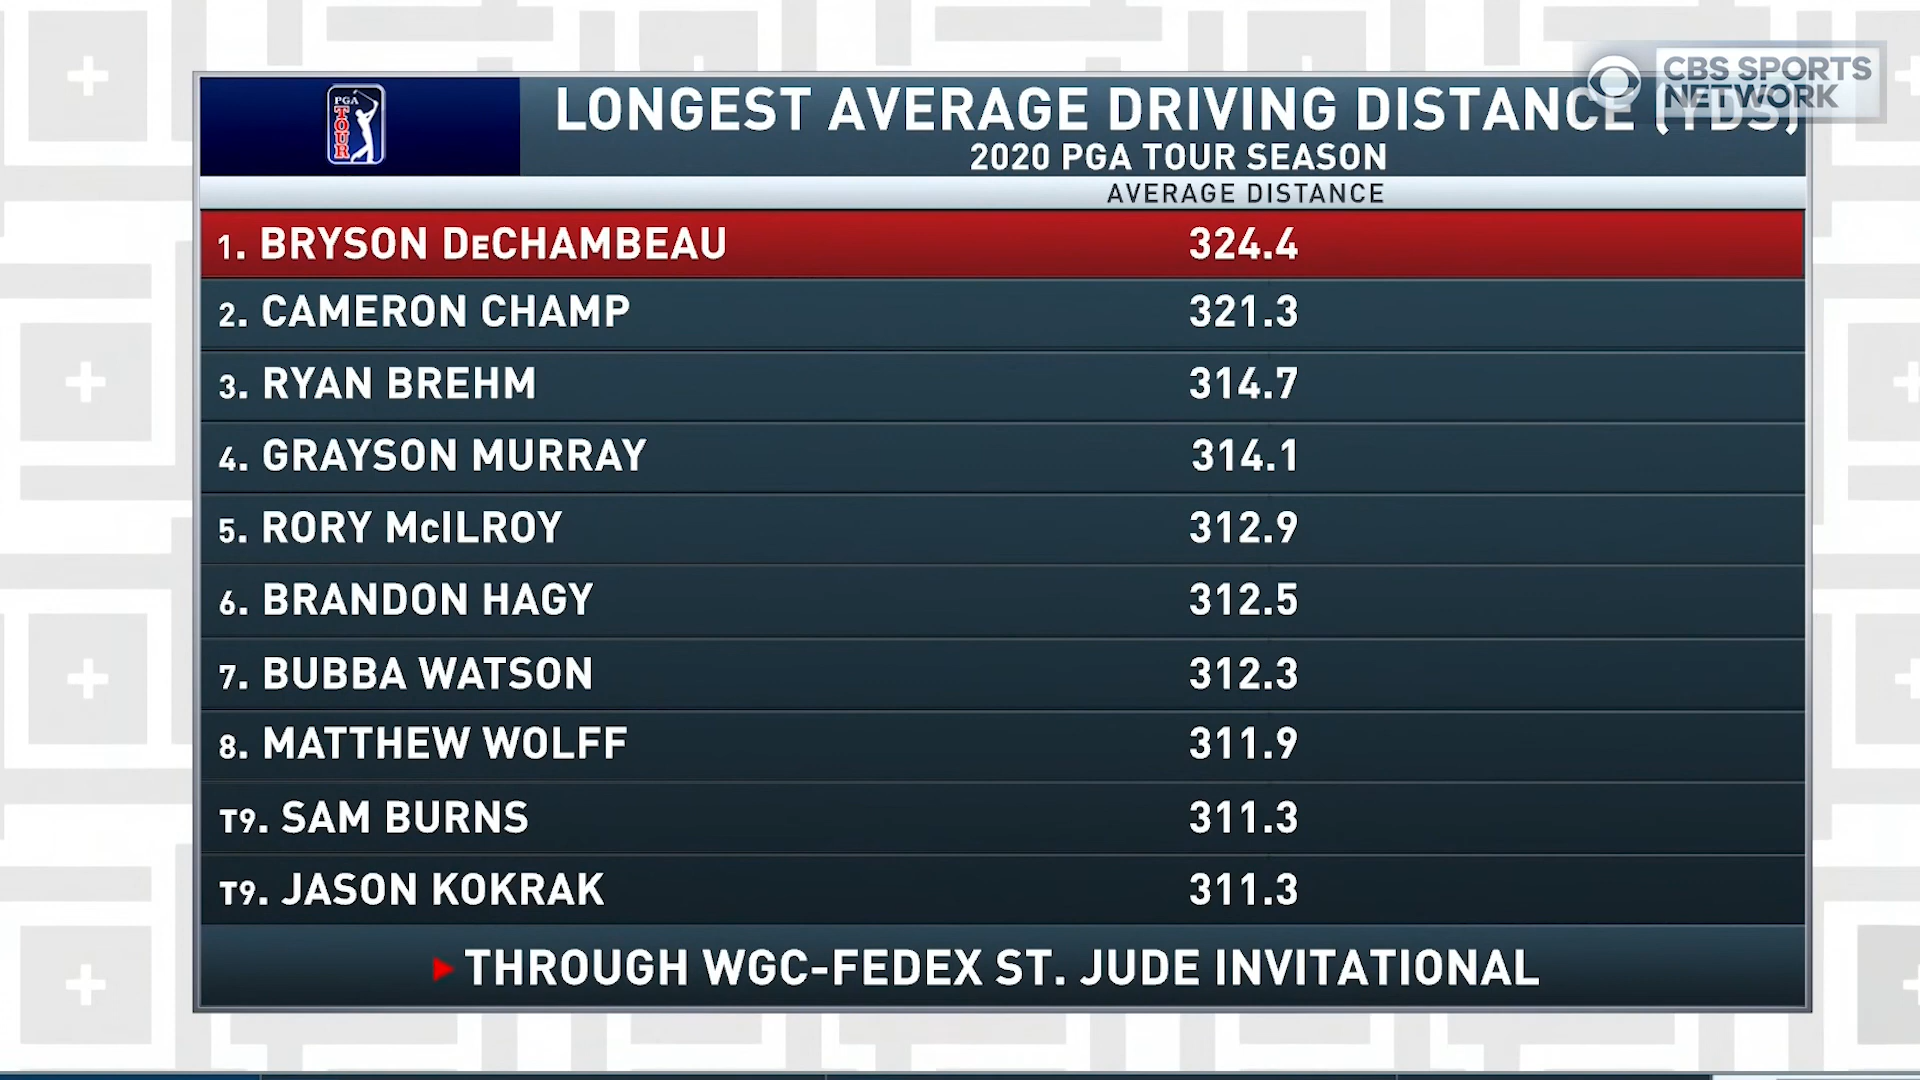 PGA
TOUR
CBS SPORTS
NETWORK
LONGEST AVERAGE DRIVING DISTANCE (YDS)
2020 PGA TOUR SEASON
AVERAGE DISTANCE
1. BRYSON DeCHAMBEAU 324.4
2. CAMERON CHAMP 321.3
3. RYAN BREHM 314.7
4. GRAYSON MURRAY 314.1
5. RORY McILROY 312.9
6. BRANDON HAGY 312.5
7. BUBBA WATSON 312.3
8. MATTHEW WOLFF 311.9
T9. SAM BURNS 311.3
T9. JASON KOKRAK 311.3
THROUGH WGC-FEDEX ST. JUDE INVITATIONAL